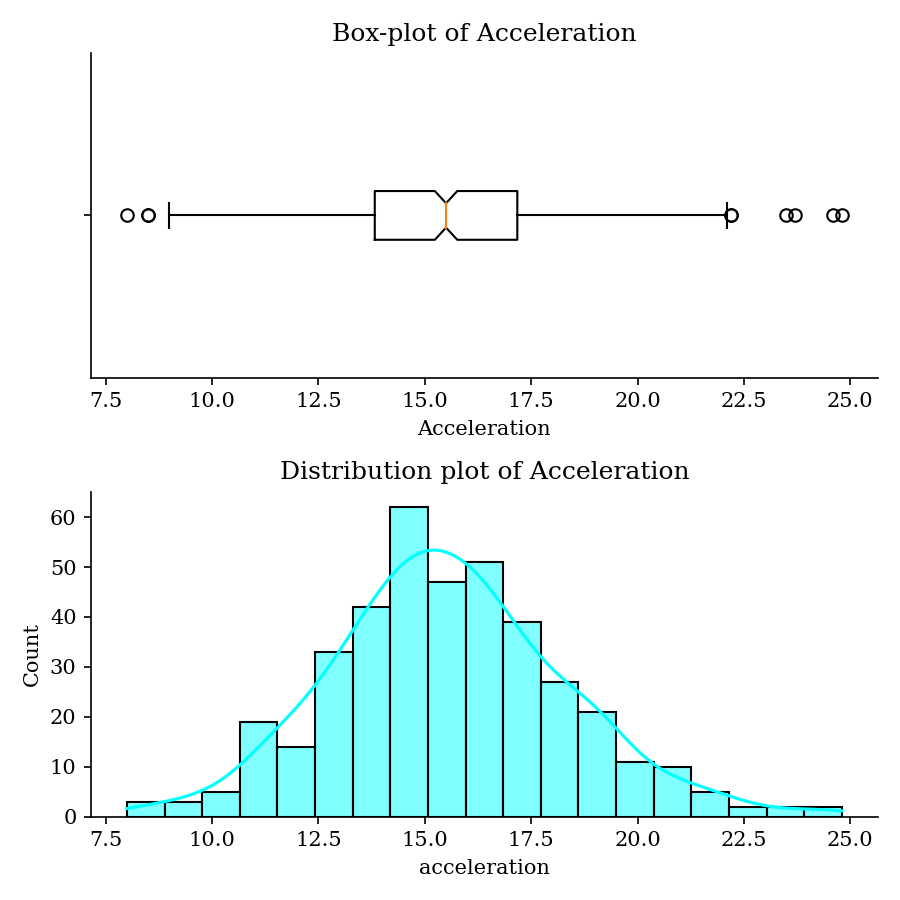 Box-plot of Acceleration
7.5 10.0 12.5 15.0 17.5 20.0 22.5 25.0
Acceleration
Distribution plot of Acceleration
60
50
40
30
20
10
0
Count
7.5 10.0 12.5 15.0 17.5 20.0 22.5 25.0
acceleration